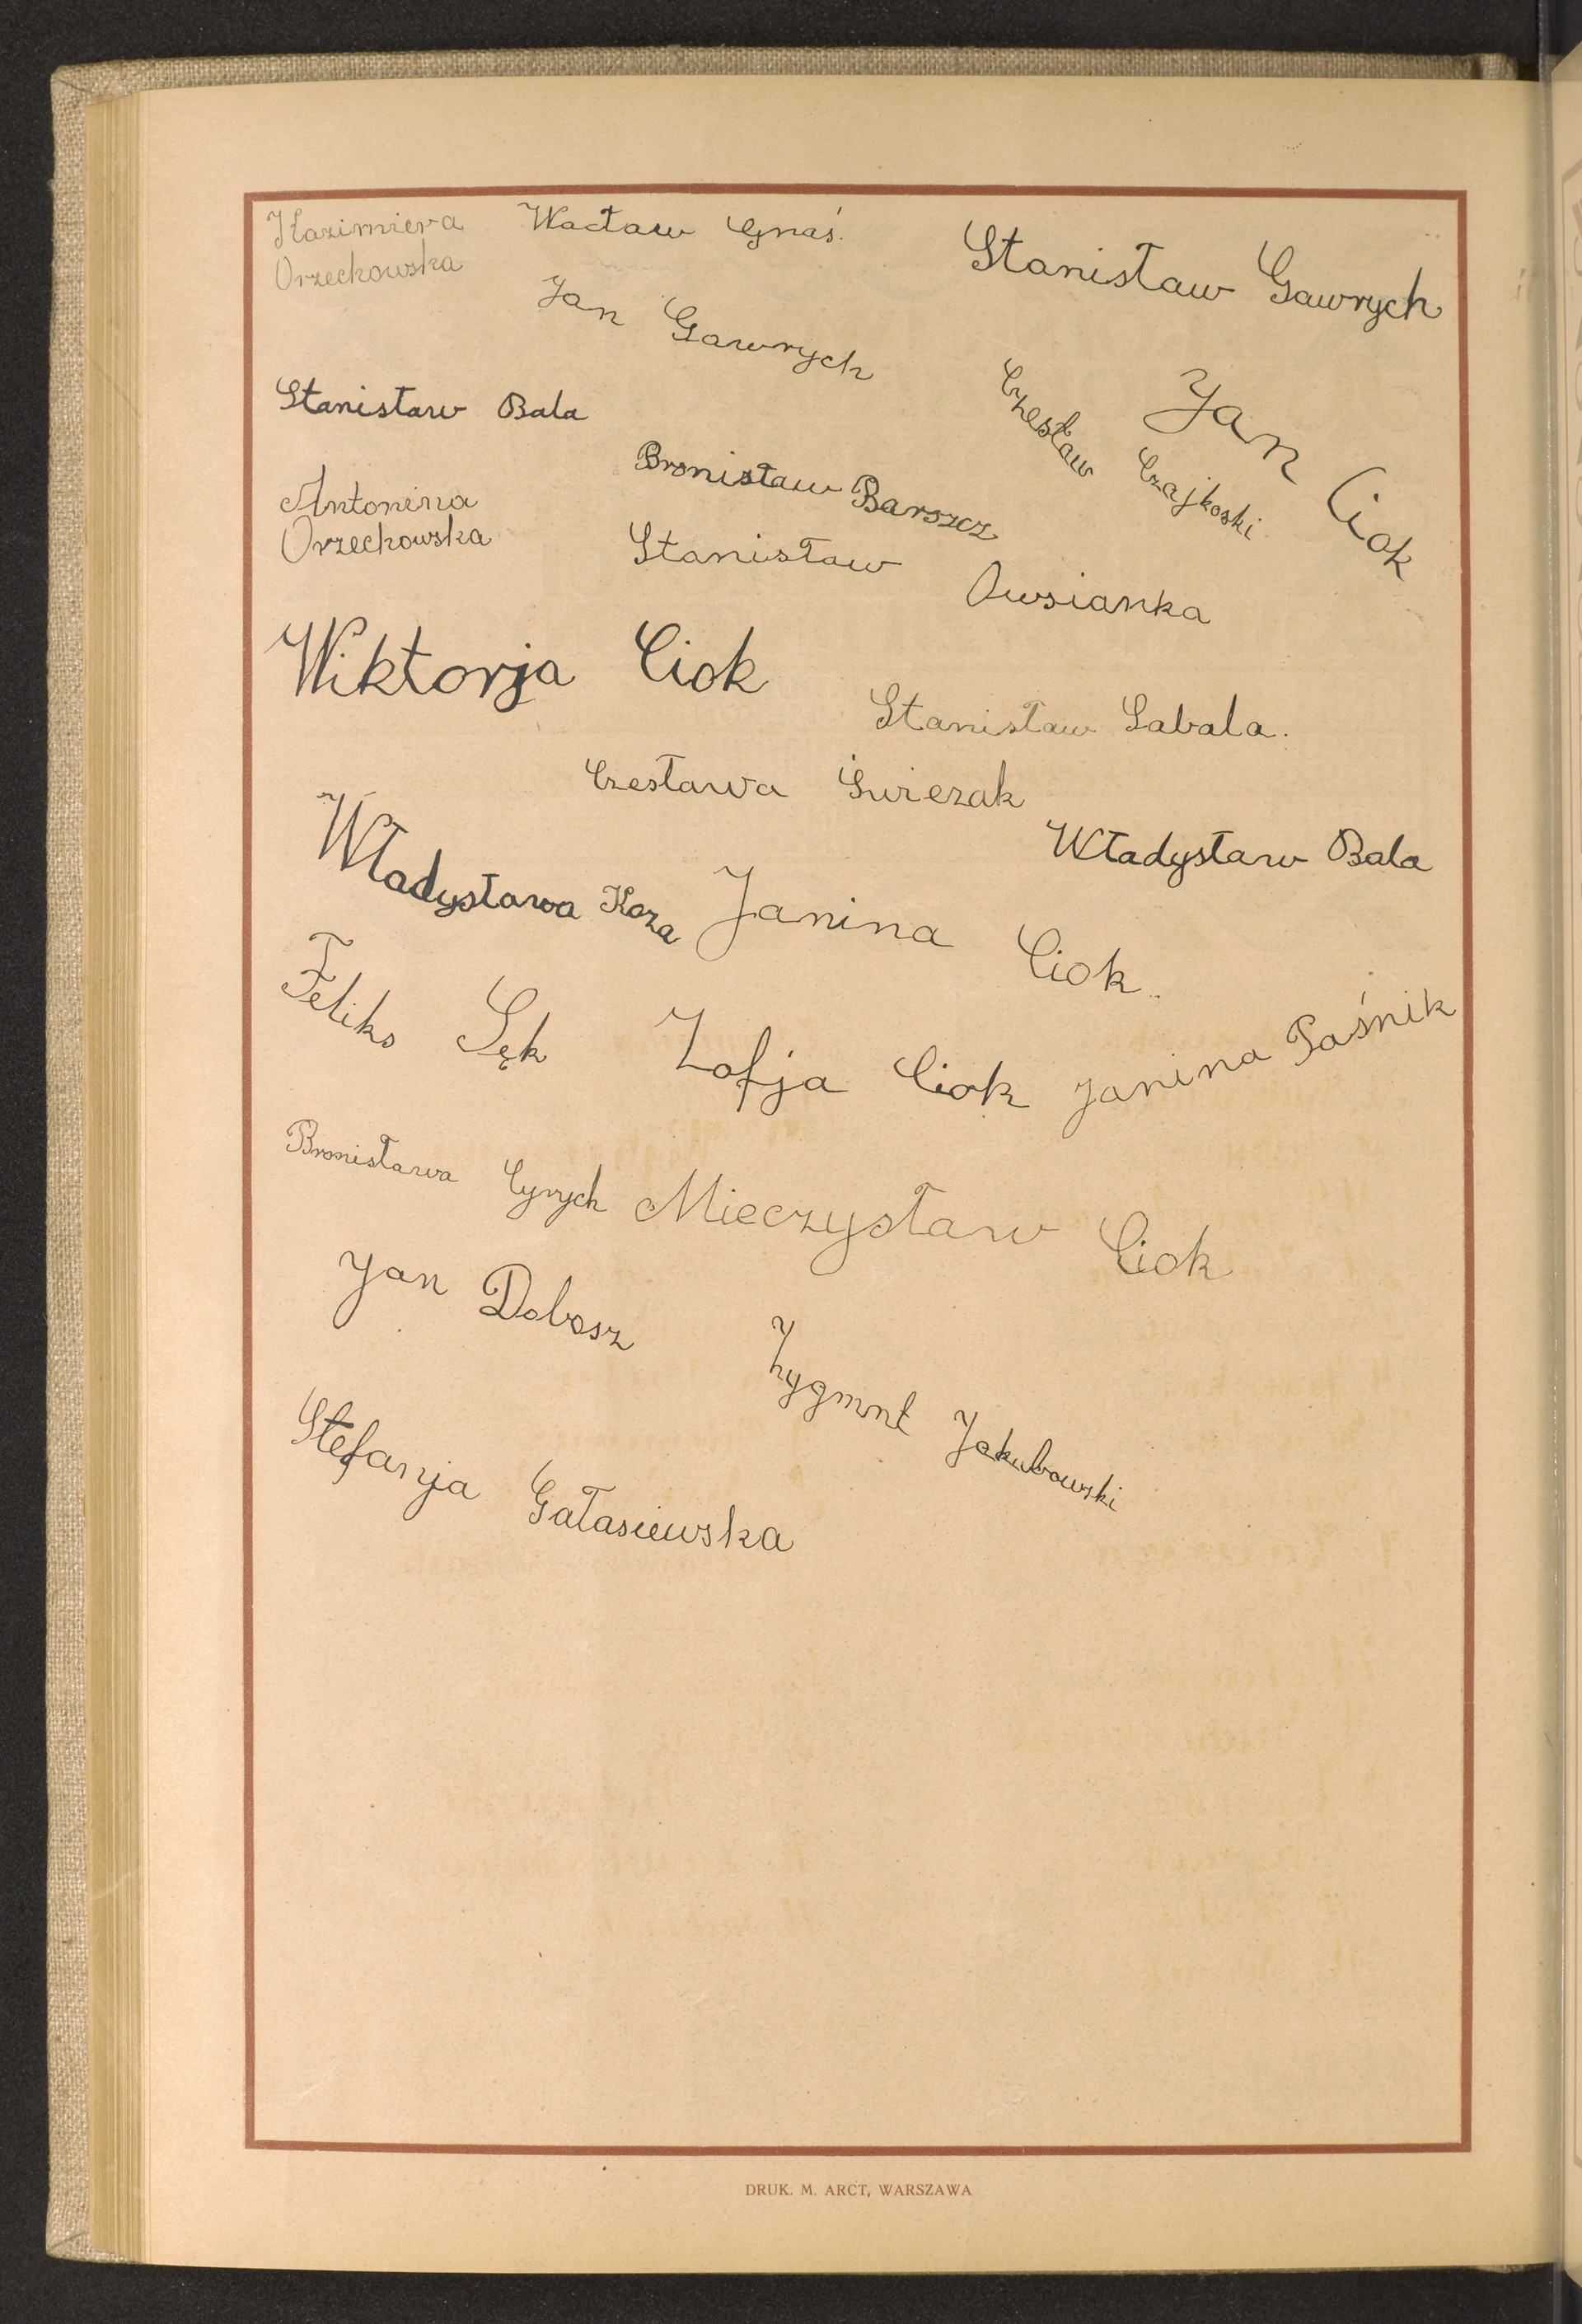 Kazimiera
Orzechowska
Wacław Gnaś.
Stanisław Gawrych
Jan Gawrych
Jan Ciok
Czesław Czajkoski
Stanisław Bala
Bronisław Barszcz
Antonina
Orzechowska
Stanisław Owsianka
Wiktorja Ciok
Stanisław Sabala.
Czesława Świerzak
Władysław Bala
Władysława Koza
Janina Ciok.
Feliks Sęk
Zofja Ciok
Janina Paśnik
Bronisława Cyrych
Mieczysław Ciok
Jan Dobosz
Zygmnt Jakubowski
Stefanja Gałasiewska
DRUK. M. ARCT, WARSZAWA